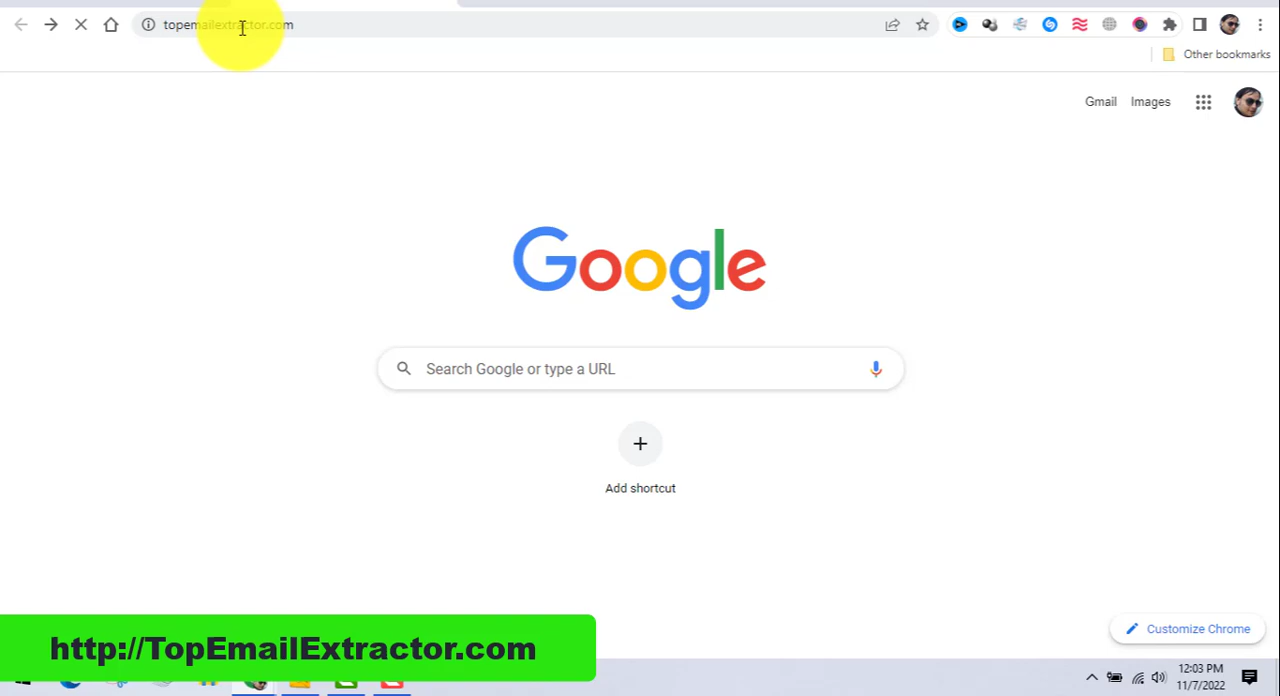 topemailextractor.com
Other bookmarks
Gmail Images
Google
Search Google or type a URL
Add shortcut
Customize Chrome
http://TopEmailExtractor.com
12:03 PM
11/7/2022